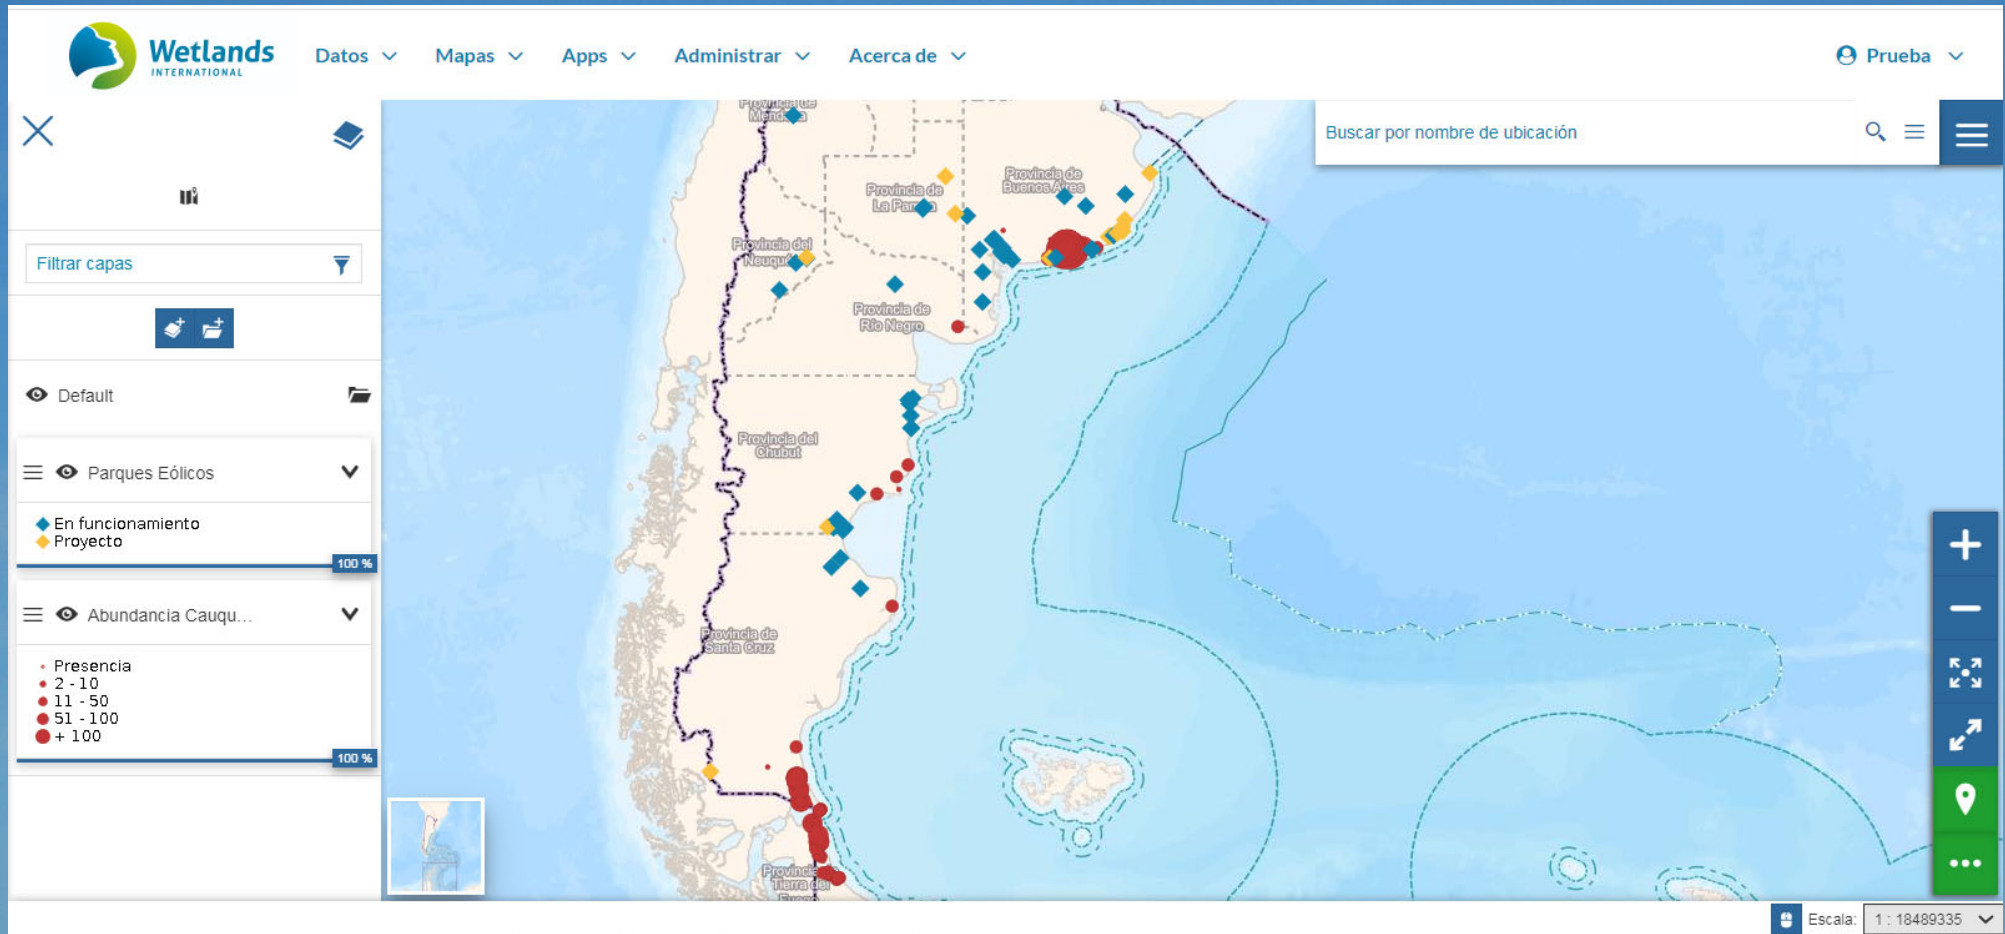 Wetlands
INTERNATIONAL
Datos
Mapas
Apps
Administrar
Acerca de
Prueba
Buscar por nombre de ubicación
Filtrar capas
Default
Parques Eólicos
En funcionamiento
Proyecto
100 %
Abundancia Cauqu...
Presencia
2 - 10
11 - 50
51 - 100
+ 100
100 %
Provincia de
Provincia de
La Pampa
Provincia de
Buenos Aires
Provincia del
Provincia de
Río Negro
Provincia del
Chubut
Provincia de
Santa Cruz
Provincia
Tierra del
Escala:
1 : 18489335